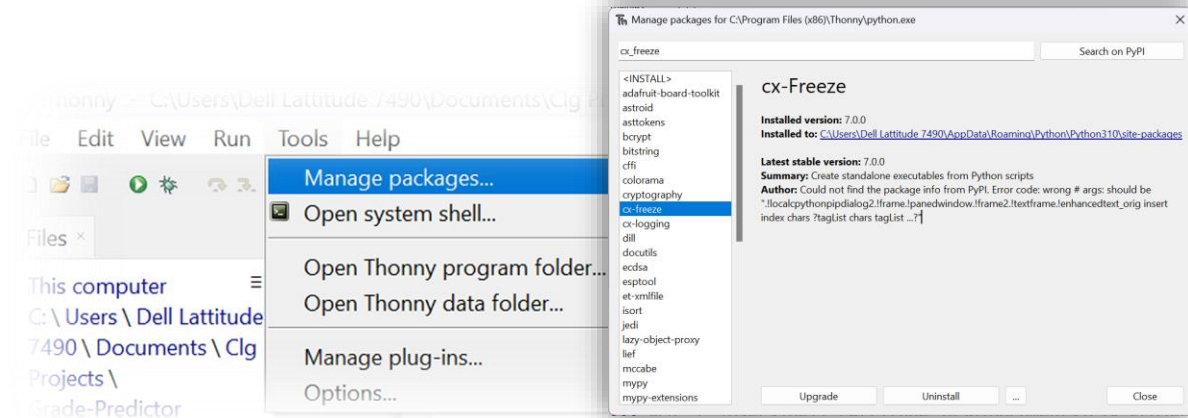 Thonny - C:\Users\Dell Lattitude 7490\Documents\Clg
File Edit View Run Tools Help
Manage packages...
Open system shell...
Open Thonny program folder...
Open Thonny data folder...
Manage plug-ins...
Options...
Files ×
This computer
C: \ Users \ Dell Lattitude
7490 \ Documents \ Clg
Projects \
Grade-Predictor
Manage packages for C:\Program Files (x86)\Thonny\python.exe
cx_freeze
Search on PyPI
<INSTALL>
adafruit-board-toolkit
astroid
asttokens
bcrypt
bitstring
cffi
colorama
cryptography
cx-freeze
cx-logging
dill
docutils
ecdsa
esptool
et-xmlfile
isort
jedi
lazy-object-proxy
lief
mccabe
mypy
mypy-extensions
cx-Freeze
Installed version: 7.0.0
Installed to: C:\Users\Dell Lattitude 7490\AppData\Roaming\Python\Python310\site-packages
Latest stable version: 7.0.0
Summary: Create standalone executables from Python scripts
Author: Could not find the package info from PyPI. Error code: wrong # args: should be
".!localcpythonpipdialog2.!frame.!panedwindow.!frame2.!textframe.!enhancedtext_orig insert
index chars ?tagList chars tagList ...?"
Upgrade Uninstall ... Close